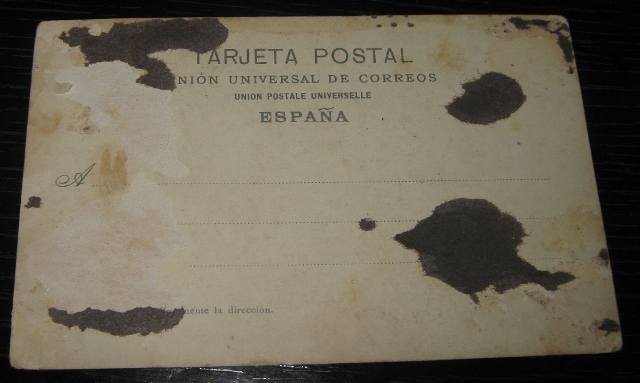 TARJETA POSTAL
UNIÓN UNIVERSAL DE CORREOS
UNION POSTALE UNIVERSELLE
ESPAÑA
A
la dirección.